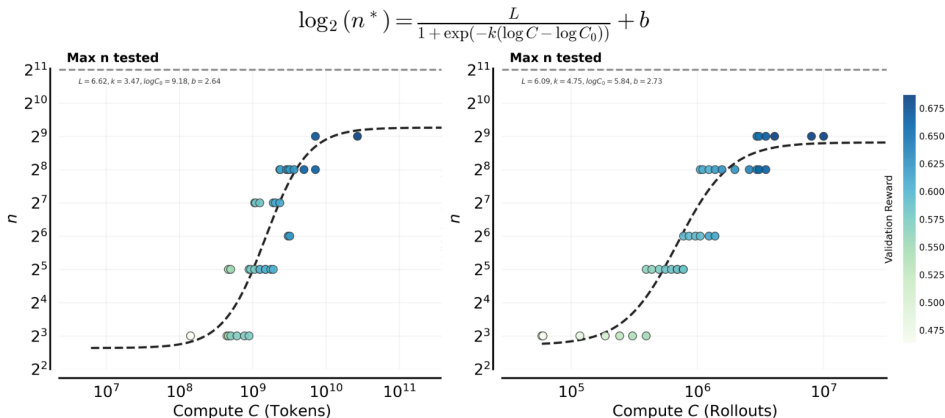 log₂ (n*) = L / (1 + exp(−k(log C − log C₀))) + b
Max n tested
L = 6.62, k = 3.47, logC₀ = 9.18, b = 2.64
2¹¹
2¹⁰
2⁹
2⁸
2⁷
2⁶
2⁵
2³
2²
n
10⁷ 10⁸ 10⁹ 10¹⁰ 10¹¹
Compute C (Tokens)
Max n tested
L = 6.09, k = 4.75, logC₀ = 5.84, b = 2.73
2¹¹
2¹⁰
2⁹
2⁸
2⁷
2⁶
2⁵
2³
2²
n
10⁵ 10⁶ 10⁷
Compute C (Rollouts)
0.675
0.650
0.625
0.600
0.575
0.550
0.525
0.500
0.475
Validation Reward